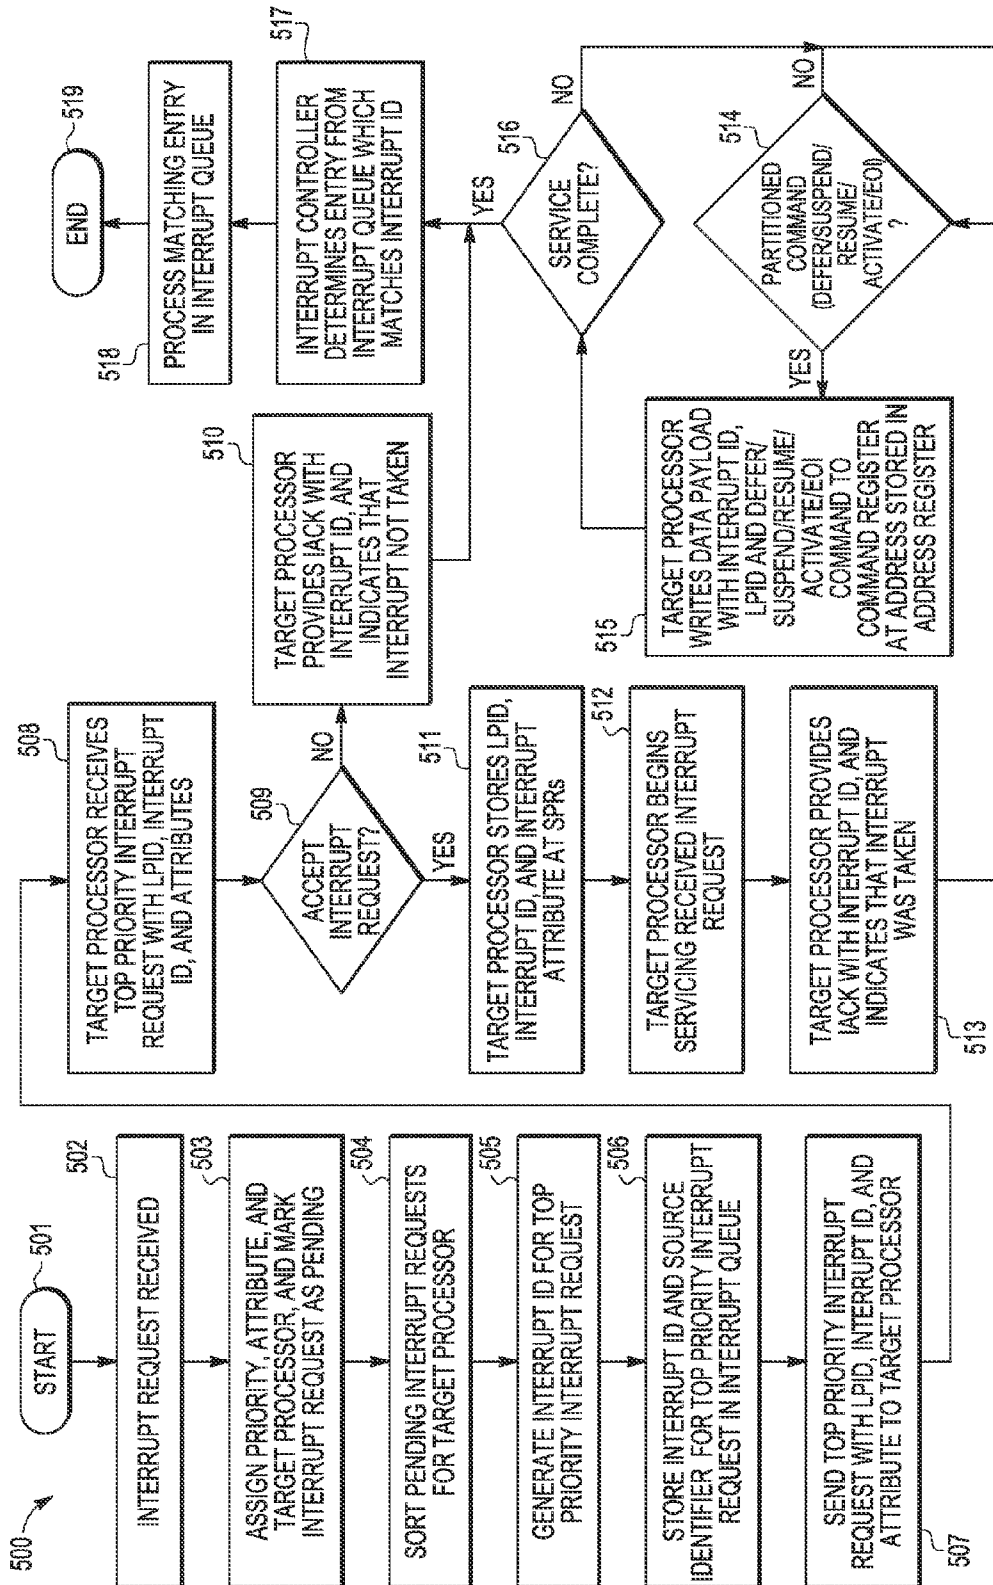 500
START
501
INTERRUPT REQUEST RECEIVED
502
ASSIGN PRIORITY, ATTRIBUTE, AND
TARGET PROCESSOR, AND MARK
INTERRUPT REQUEST AS PENDING
503
SORT PENDING INTERRUPT REQUESTS
FOR TARGET PROCESSOR
504
GENERATE INTERRUPT ID FOR TOP
PRIORITY INTERRUPT REQUEST
505
STORE INTERRUPT ID AND SOURCE
IDENTIFIER FOR TOP PRIORITY INTERRUPT
REQUEST IN INTERRUPT QUEUE
506
SEND TOP PRIORITY INTERRUPT
REQUEST WITH LPID, INTERRUPT ID, AND
ATTRIBUTE TO TARGET PROCESSOR
507
TARGET PROCESSOR RECEIVES
TOP PRIORITY INTERRUPT
REQUEST WITH LPID, INTERRUPT
ID, AND ATTRIBUTES
508
ACCEPT
INTERRUPT
REQUEST?
509
NO
YES
TARGET PROCESSOR
PROVIDES IACK WITH
INTERRUPT ID, AND
INDICATES THAT
INTERRUPT NOT TAKEN
510
TARGET PROCESSOR STORES LPID,
INTERRUPT ID, AND INTERRUPT
ATTRIBUTE AT SPRs
511
TARGET PROCESSOR BEGINS
SERVICING RECEIVED INTERRUPT
REQUEST
512
TARGET PROCESSOR PROVIDES
IACK WITH INTERRUPT ID, AND
INDICATES THAT INTERRUPT
WAS TAKEN
513
PARTITIONED
COMMAND
(DEFER/SUSPEND/
RESUME/
ACTIVATE/EOI)
?
514
NO
YES
TARGET PROCESSOR
WRITES DATA PAYLOAD
WITH INTERRUPT ID,
LPID AND DEFER/
SUSPEND/RESUME/
ACTIVATE/EOI
COMMAND TO
COMMAND REGISTER
AT ADDRESS STORED IN
ADDRESS REGISTER
515
SERVICE
COMPLETE?
516
NO
YES
INTERRUPT CONTROLLER
DETERMINES ENTRY FROM
INTERRUPT QUEUE WHICH
MATCHES INTERRUPT ID
517
PROCESS MATCHING ENTRY
IN INTERRUPT QUEUE
518
END
519